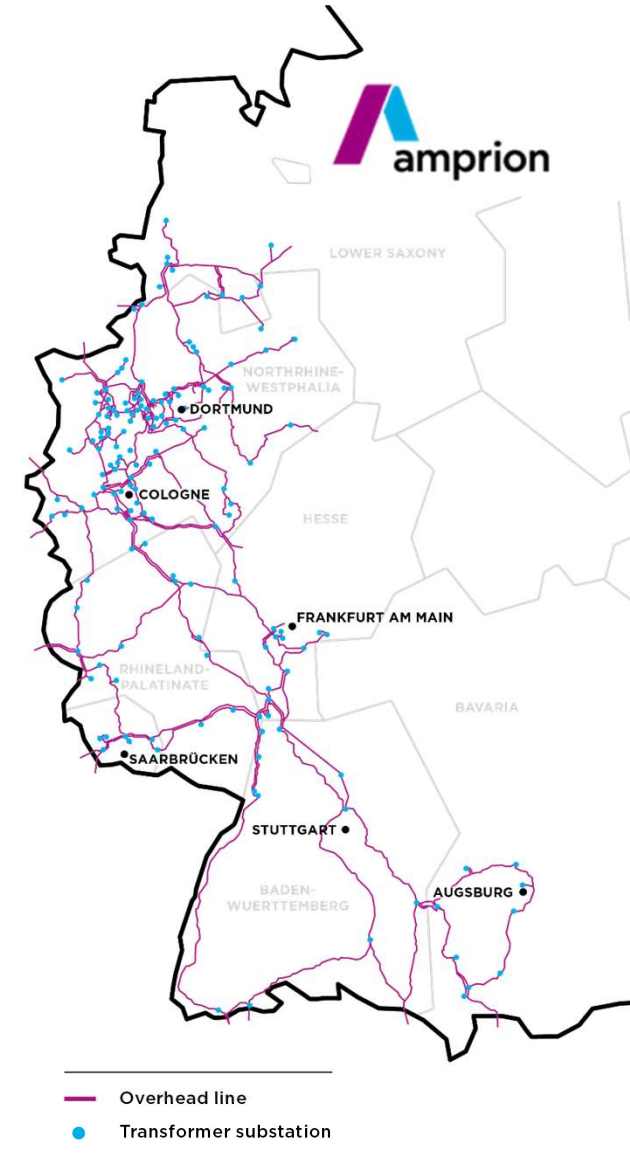 amprion
LOWER SAXONY
NORTHRHINE-
WESTPHALIA
DORTMUND
COLOGNE
HESSE
FRANKFURT AM MAIN
RHINELAND-
PALATINATE
BAVARIA
SAARBRÜCKEN
STUTTGART
BADEN-
WUERTTEMBERG
AUGSBURG
Overhead line
Transformer substation